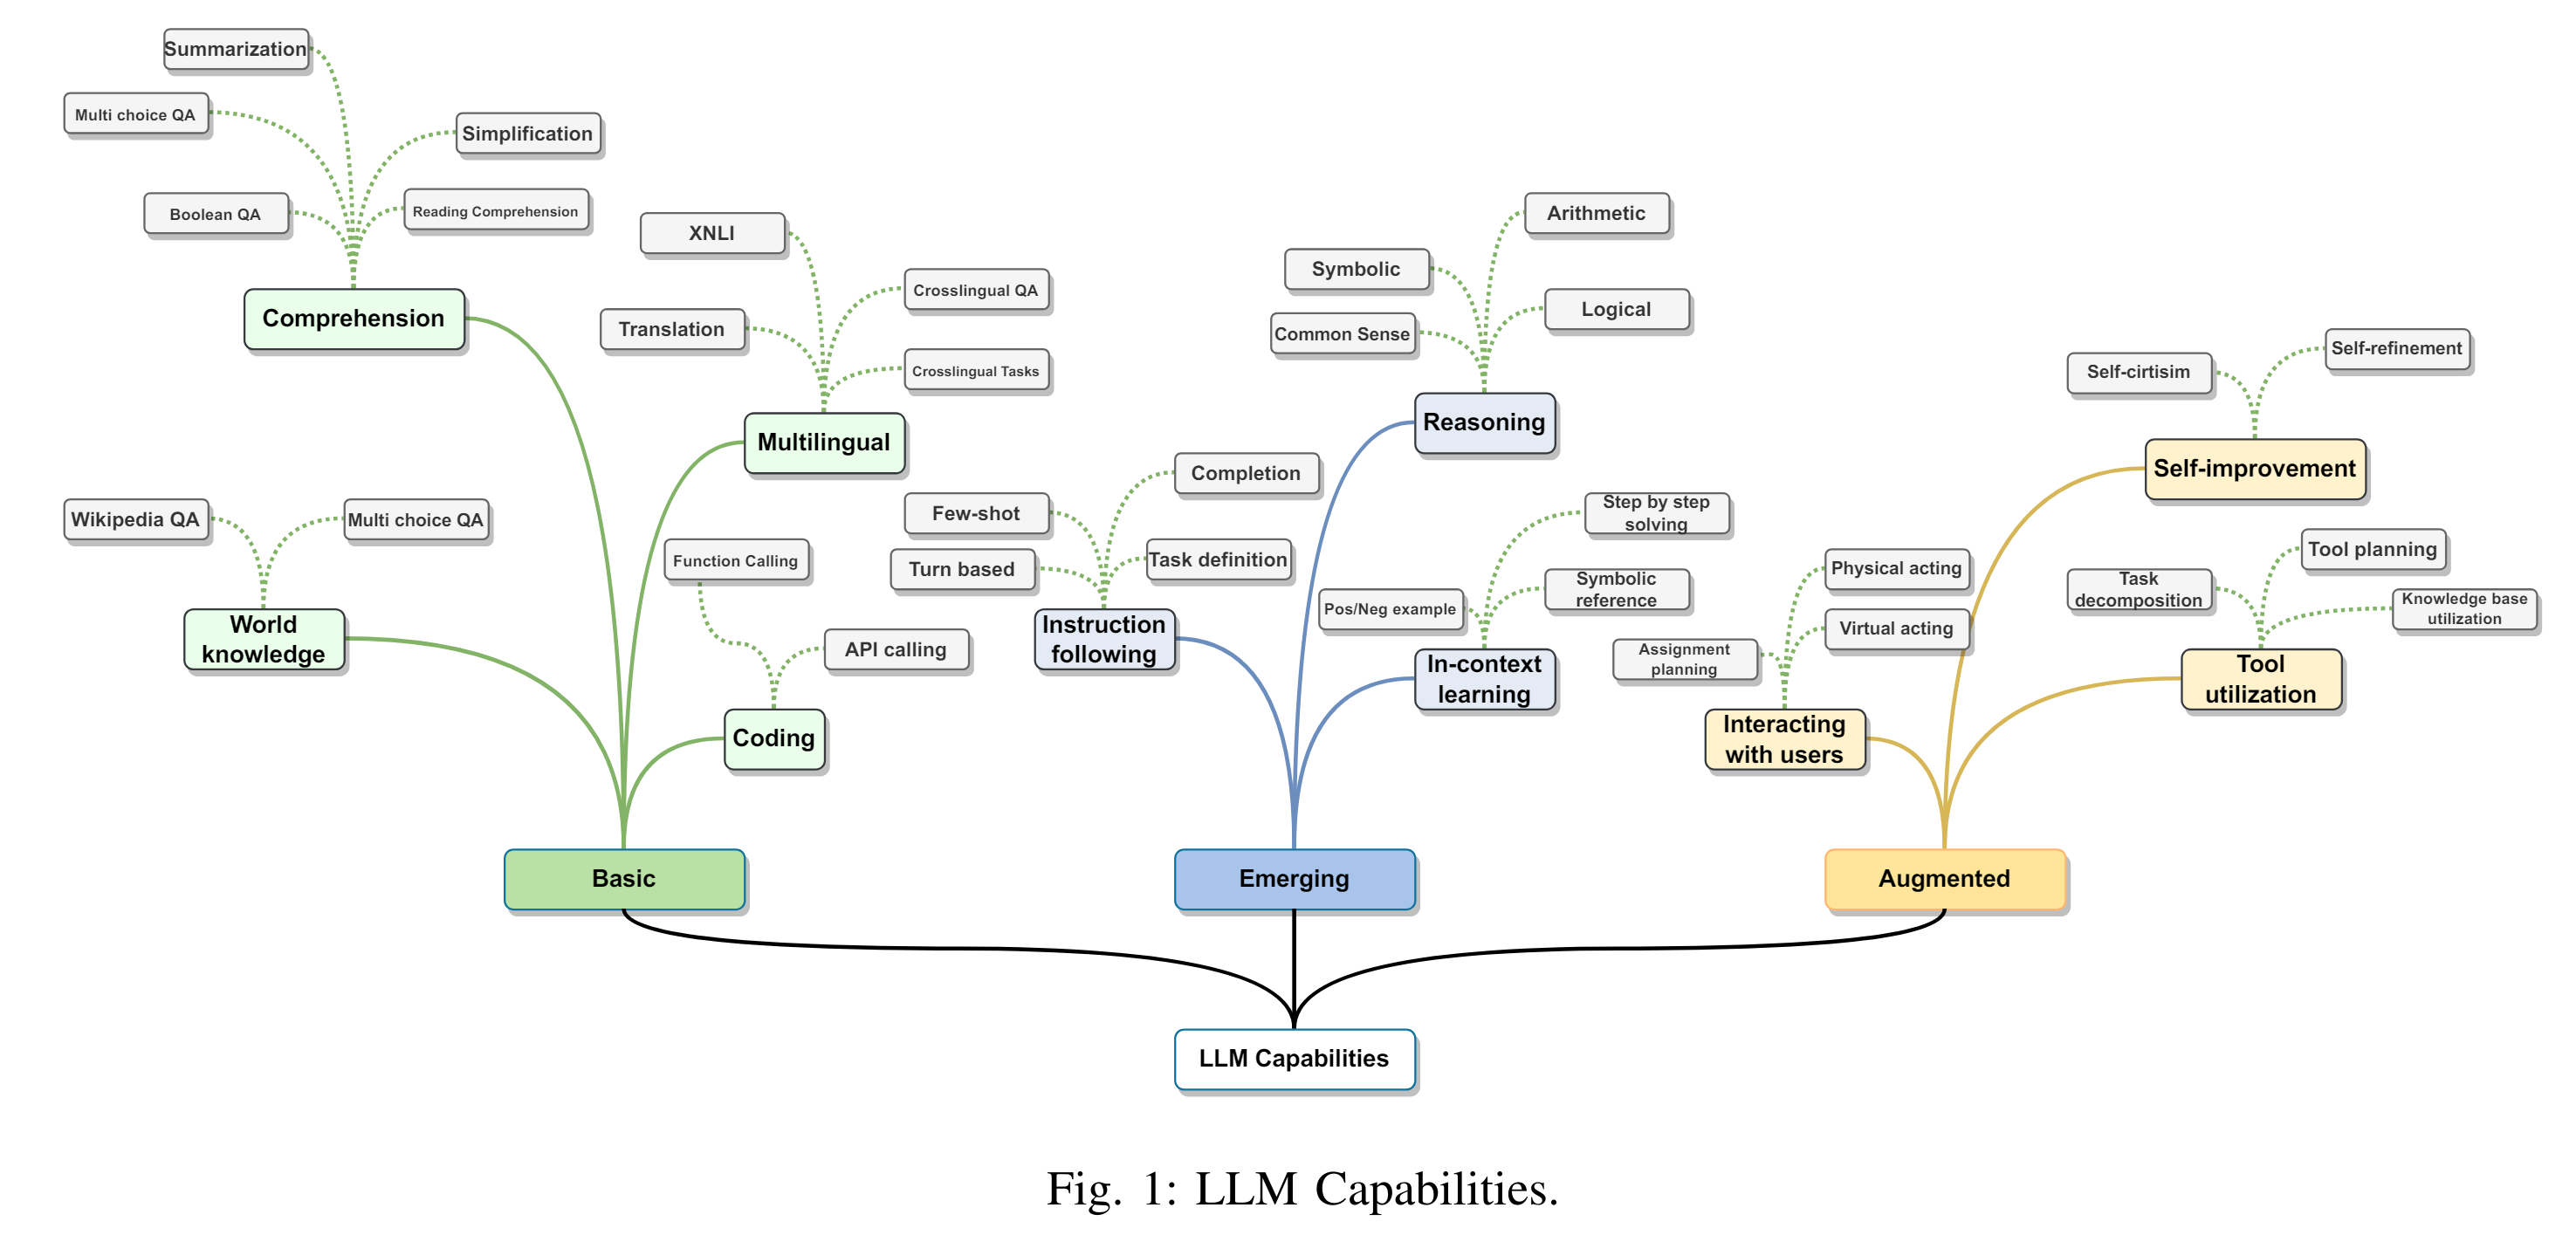 Summarization
Multi choice QA
Simplification
Boolean QA
Reading Comprehension
Comprehension
XNLI
Crosslingual QA
Translation
Crosslingual Tasks
Multilingual
Wikipedia QA
Multi choice QA
World
knowledge
Function Calling
API calling
Coding
Basic
Arithmetic
Symbolic
Logical
Common Sense
Reasoning
Completion
Few-shot
Task definition
Turn based
Instruction
following
Step by step
solving
Symbolic
reference
Pos/Neg example
In-context
learning
Emerging
Self-refinement
Self-cirtisim
Self-improvement
Physical acting
Virtual acting
Assignment
planning
Interacting
with users
Tool planning
Task
decomposition
Knowledge base
utilization
Tool
utilization
Augmented
LLM Capabilities
Fig. 1: LLM Capabilities.